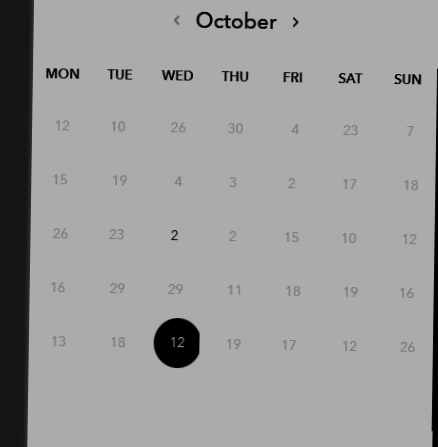 ‹ October ›
MON TUE WED THU FRI SAT SUN
12 10 26 30 4 23 7
15 19 4 3 2 17 18
26 23 2 2 15 10 12
16 29 29 11 18 19 16
13 18 12 19 17 12 26